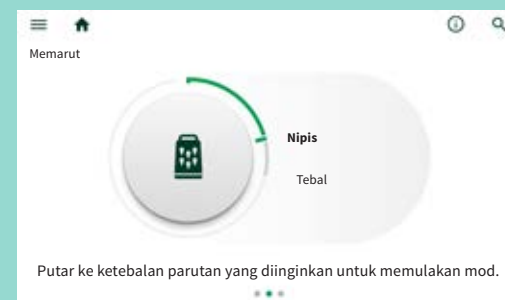 Memarut
Nipis
Tebal
Putar ke ketebalan parutan yang diinginkan untuk memulakan mod.